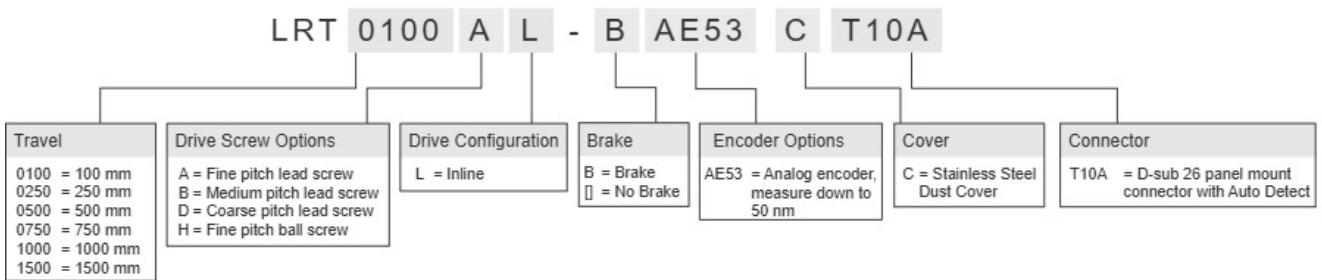 LRT 0100 A L - B AE53 C T10A
Travel
0100 = 100 mm
0250 = 250 mm
0500 = 500 mm
0750 = 750 mm
1000 = 1000 mm
1500 = 1500 mm
Drive Screw Options
A = Fine pitch lead screw
B = Medium pitch lead screw
D = Coarse pitch lead screw
H = Fine pitch ball screw
Drive Configuration
L = Inline
Brake
B = Brake
[] = No Brake
Encoder Options
AE53 = Analog encoder,
measure down to
50 nm
Cover
C = Stainless Steel
Dust Cover
Connector
T10A = D-sub 26 panel mount
connector with Auto Detect